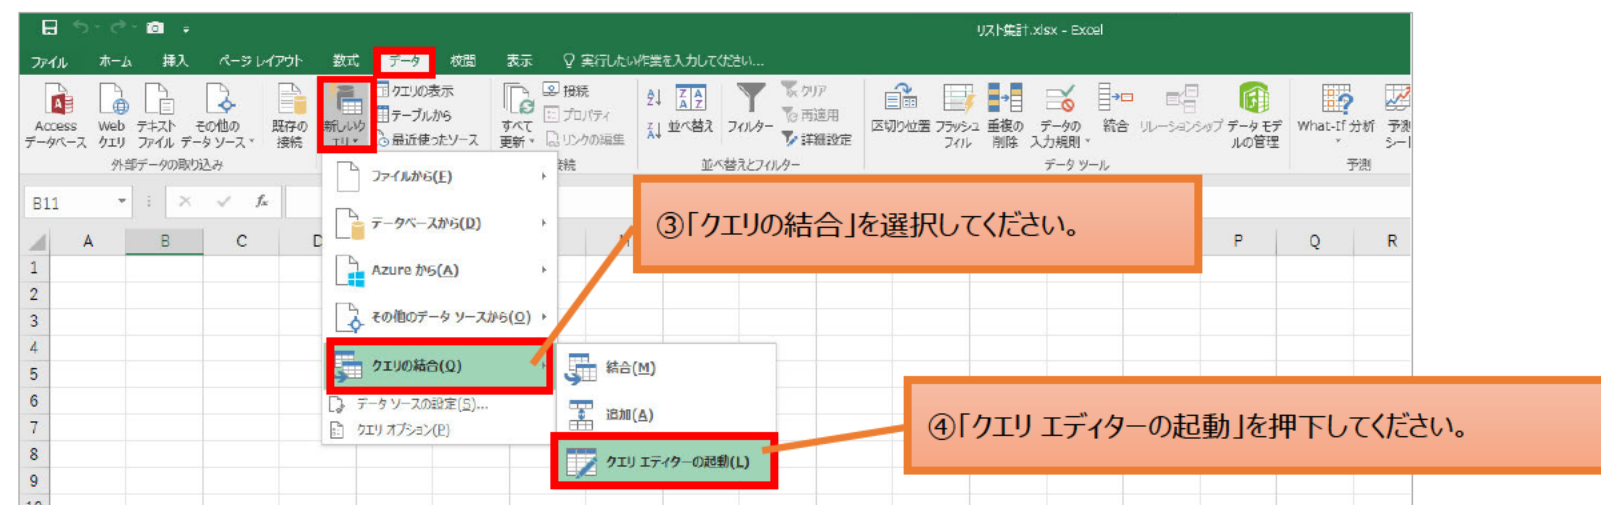 リスト集計.xlsx - Excel
ファイル ホーム 挿入 ページ レイアウト 数式 データ 校閲 表示 実行したい作業を入力してください...
Access データベース
Web クエリ
テキスト ファイル
その他の データ ソース
既存の 接続
外部データの取り込み
新しいクエリ
クエリの表示
テーブルから
最近使ったソース
すべて 更新
接続
プロパティ
リンクの編集
接続
並べ替え
フィルター
クリア
再適用
詳細設定
並べ替えとフィルター
区切り位置
フラッシュ フィル
重複の 削除
データの 入力規則
統合
リレーションシップ
データ モデルの管理
データ ツール
What-If 分析
予測
B11
fx
A B C P Q R
1
2
3
4
5
6
7
8
9
ファイルから(F)
データベースから(D)
Azure から(A)
その他のデータ ソースから(O)
クエリの結合(Q)
データ ソースの設定(S)...
クエリ オプション(P)
結合(M)
追加(A)
クエリ エディターの起動(L)
③「クエリの結合」を選択してください。
④「クエリ エディターの起動」を押下してください。